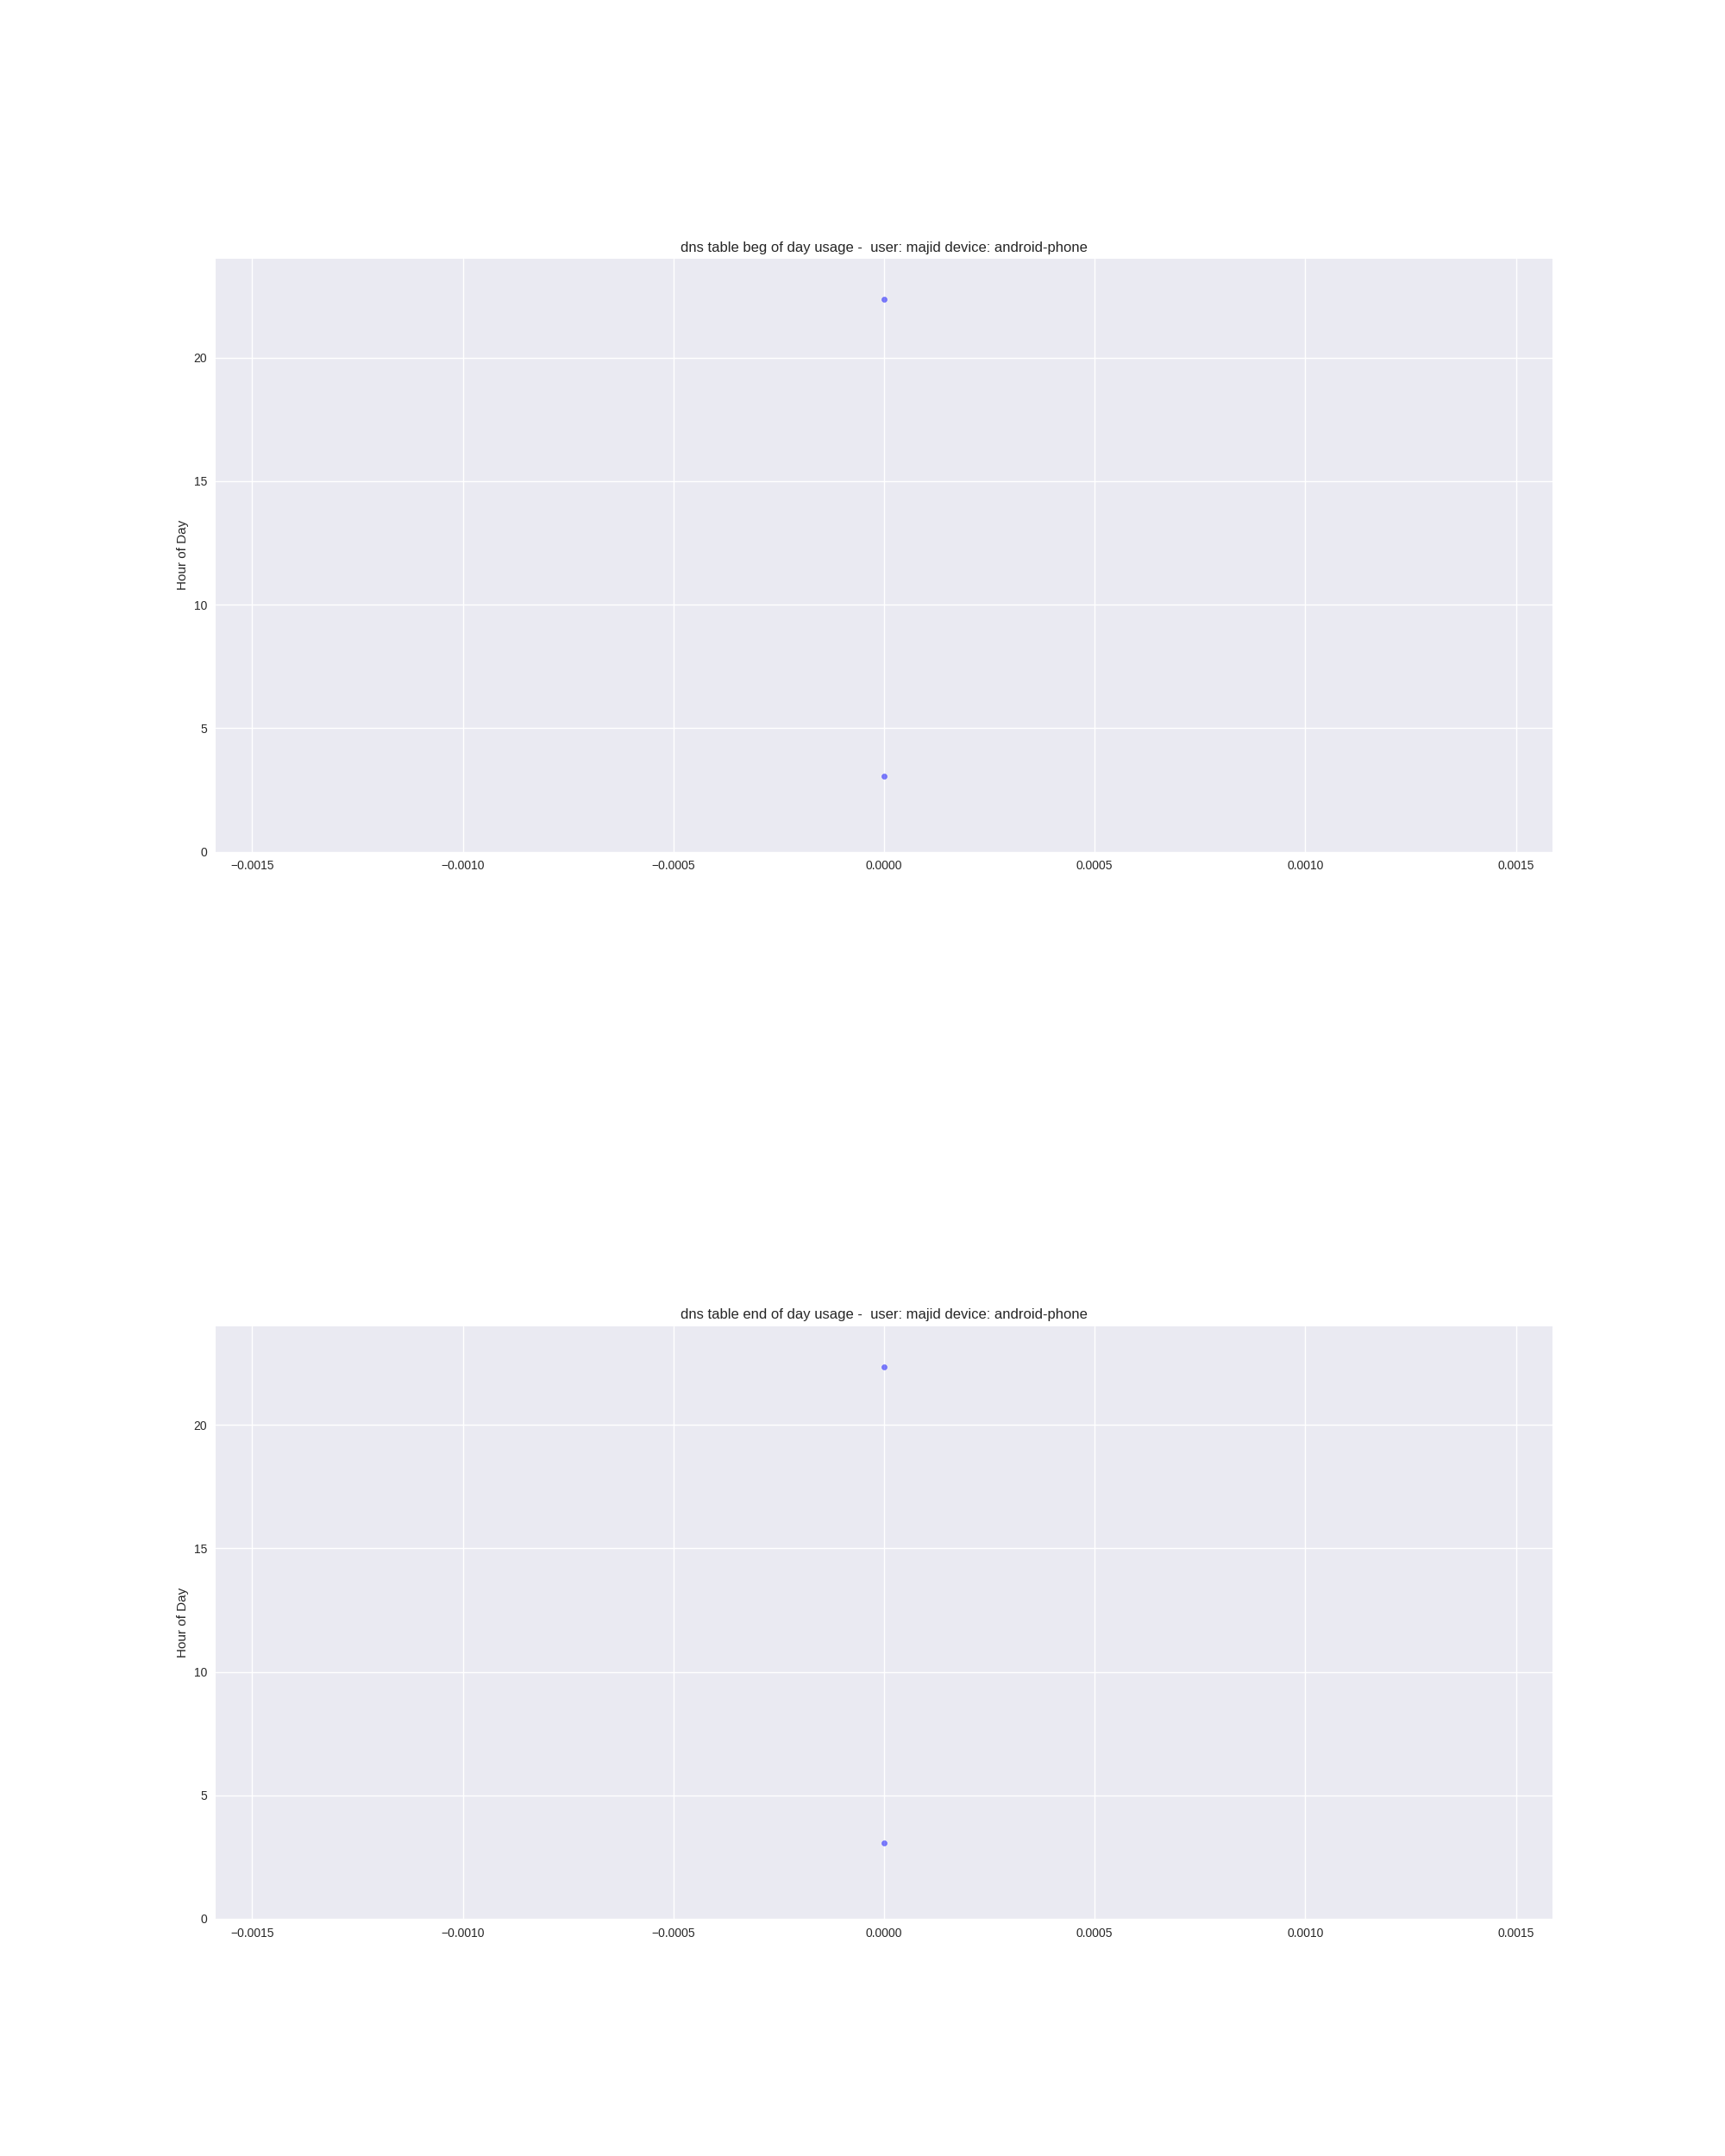 dns table beg of day usage -  user: majid device: android-phone
Hour of Day
20
15
10
5
0
−0.0015 −0.0010 −0.0005 0.0000 0.0005 0.0010 0.0015
dns table end of day usage -  user: majid device: android-phone
Hour of Day
20
15
10
5
0
−0.0015 −0.0010 −0.0005 0.0000 0.0005 0.0010 0.0015